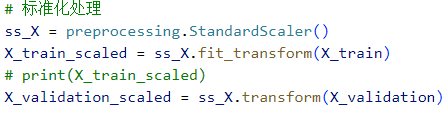 # 标准化处理
ss_X = preprocessing.StandardScaler()
X_train_scaled = ss_X.fit_transform(X_train)
# print(X_train_scaled)
X_validation_scaled = ss_X.transform(X_validation)